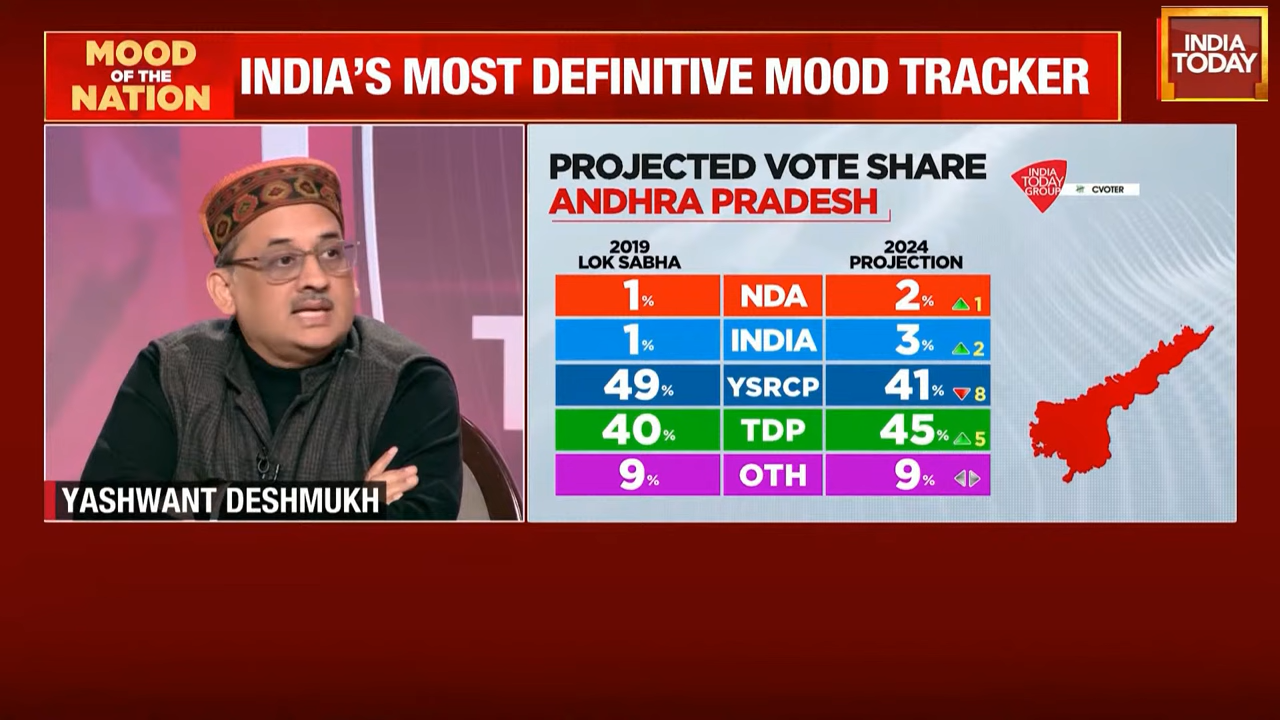 MOOD
OF THE
NATION
INDIA'S MOST DEFINITIVE MOOD TRACKER
INDIA
TODAY
PROJECTED VOTE SHARE
ANDHRA PRADESH
INDIA
TODAY
GROUP
CVOTER
2019
LOK SABHA
2024
PROJECTION
1% NDA 2% 1
1% INDIA 3% 2
49% YSRCP 41% 8
40% TDP 45% 5
9% OTH 9%
YASHWANT DESHMUKH